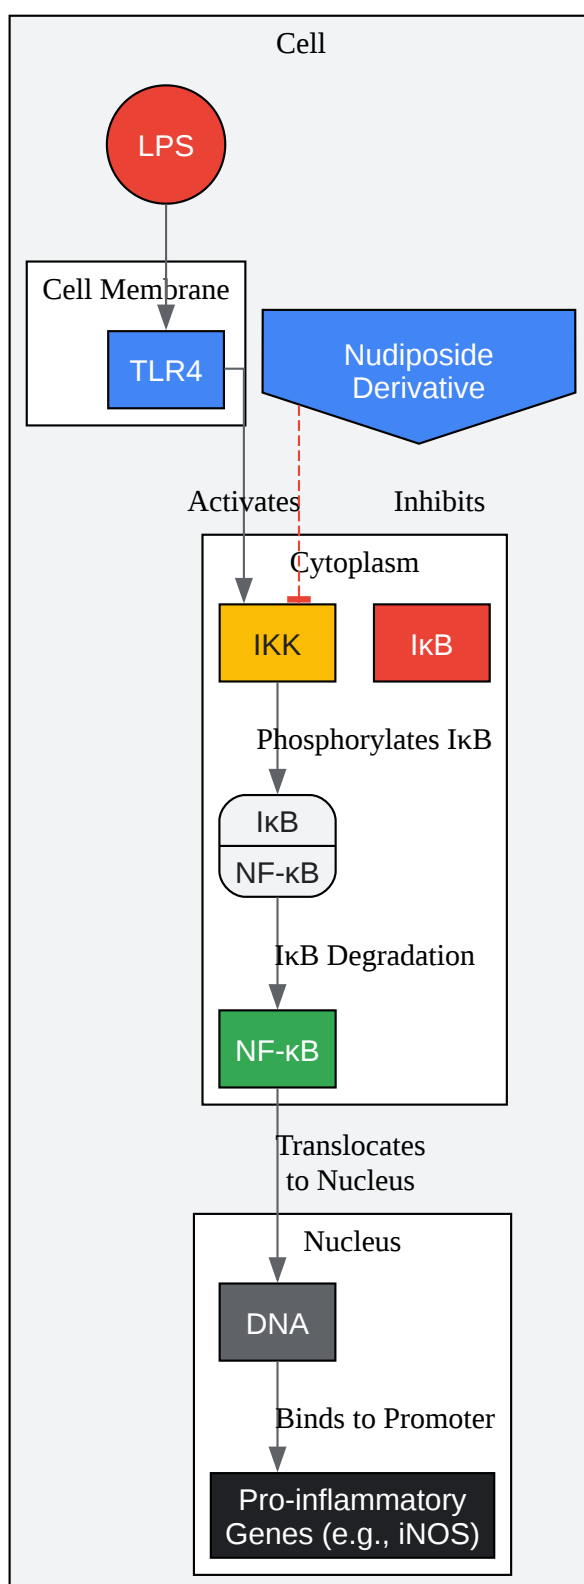 Cell
LPS
Cell Membrane
TLR4
Nudiposide
Derivative
Activates
Inhibits
Cytoplasm
IKK
IκB
Phosphorylates IκB
IκB
NF-κB
IκB Degradation
NF-κB
Translocates
to Nucleus
Nucleus
DNA
Binds to Promoter
Pro-inflammatory
Genes (e.g., iNOS)